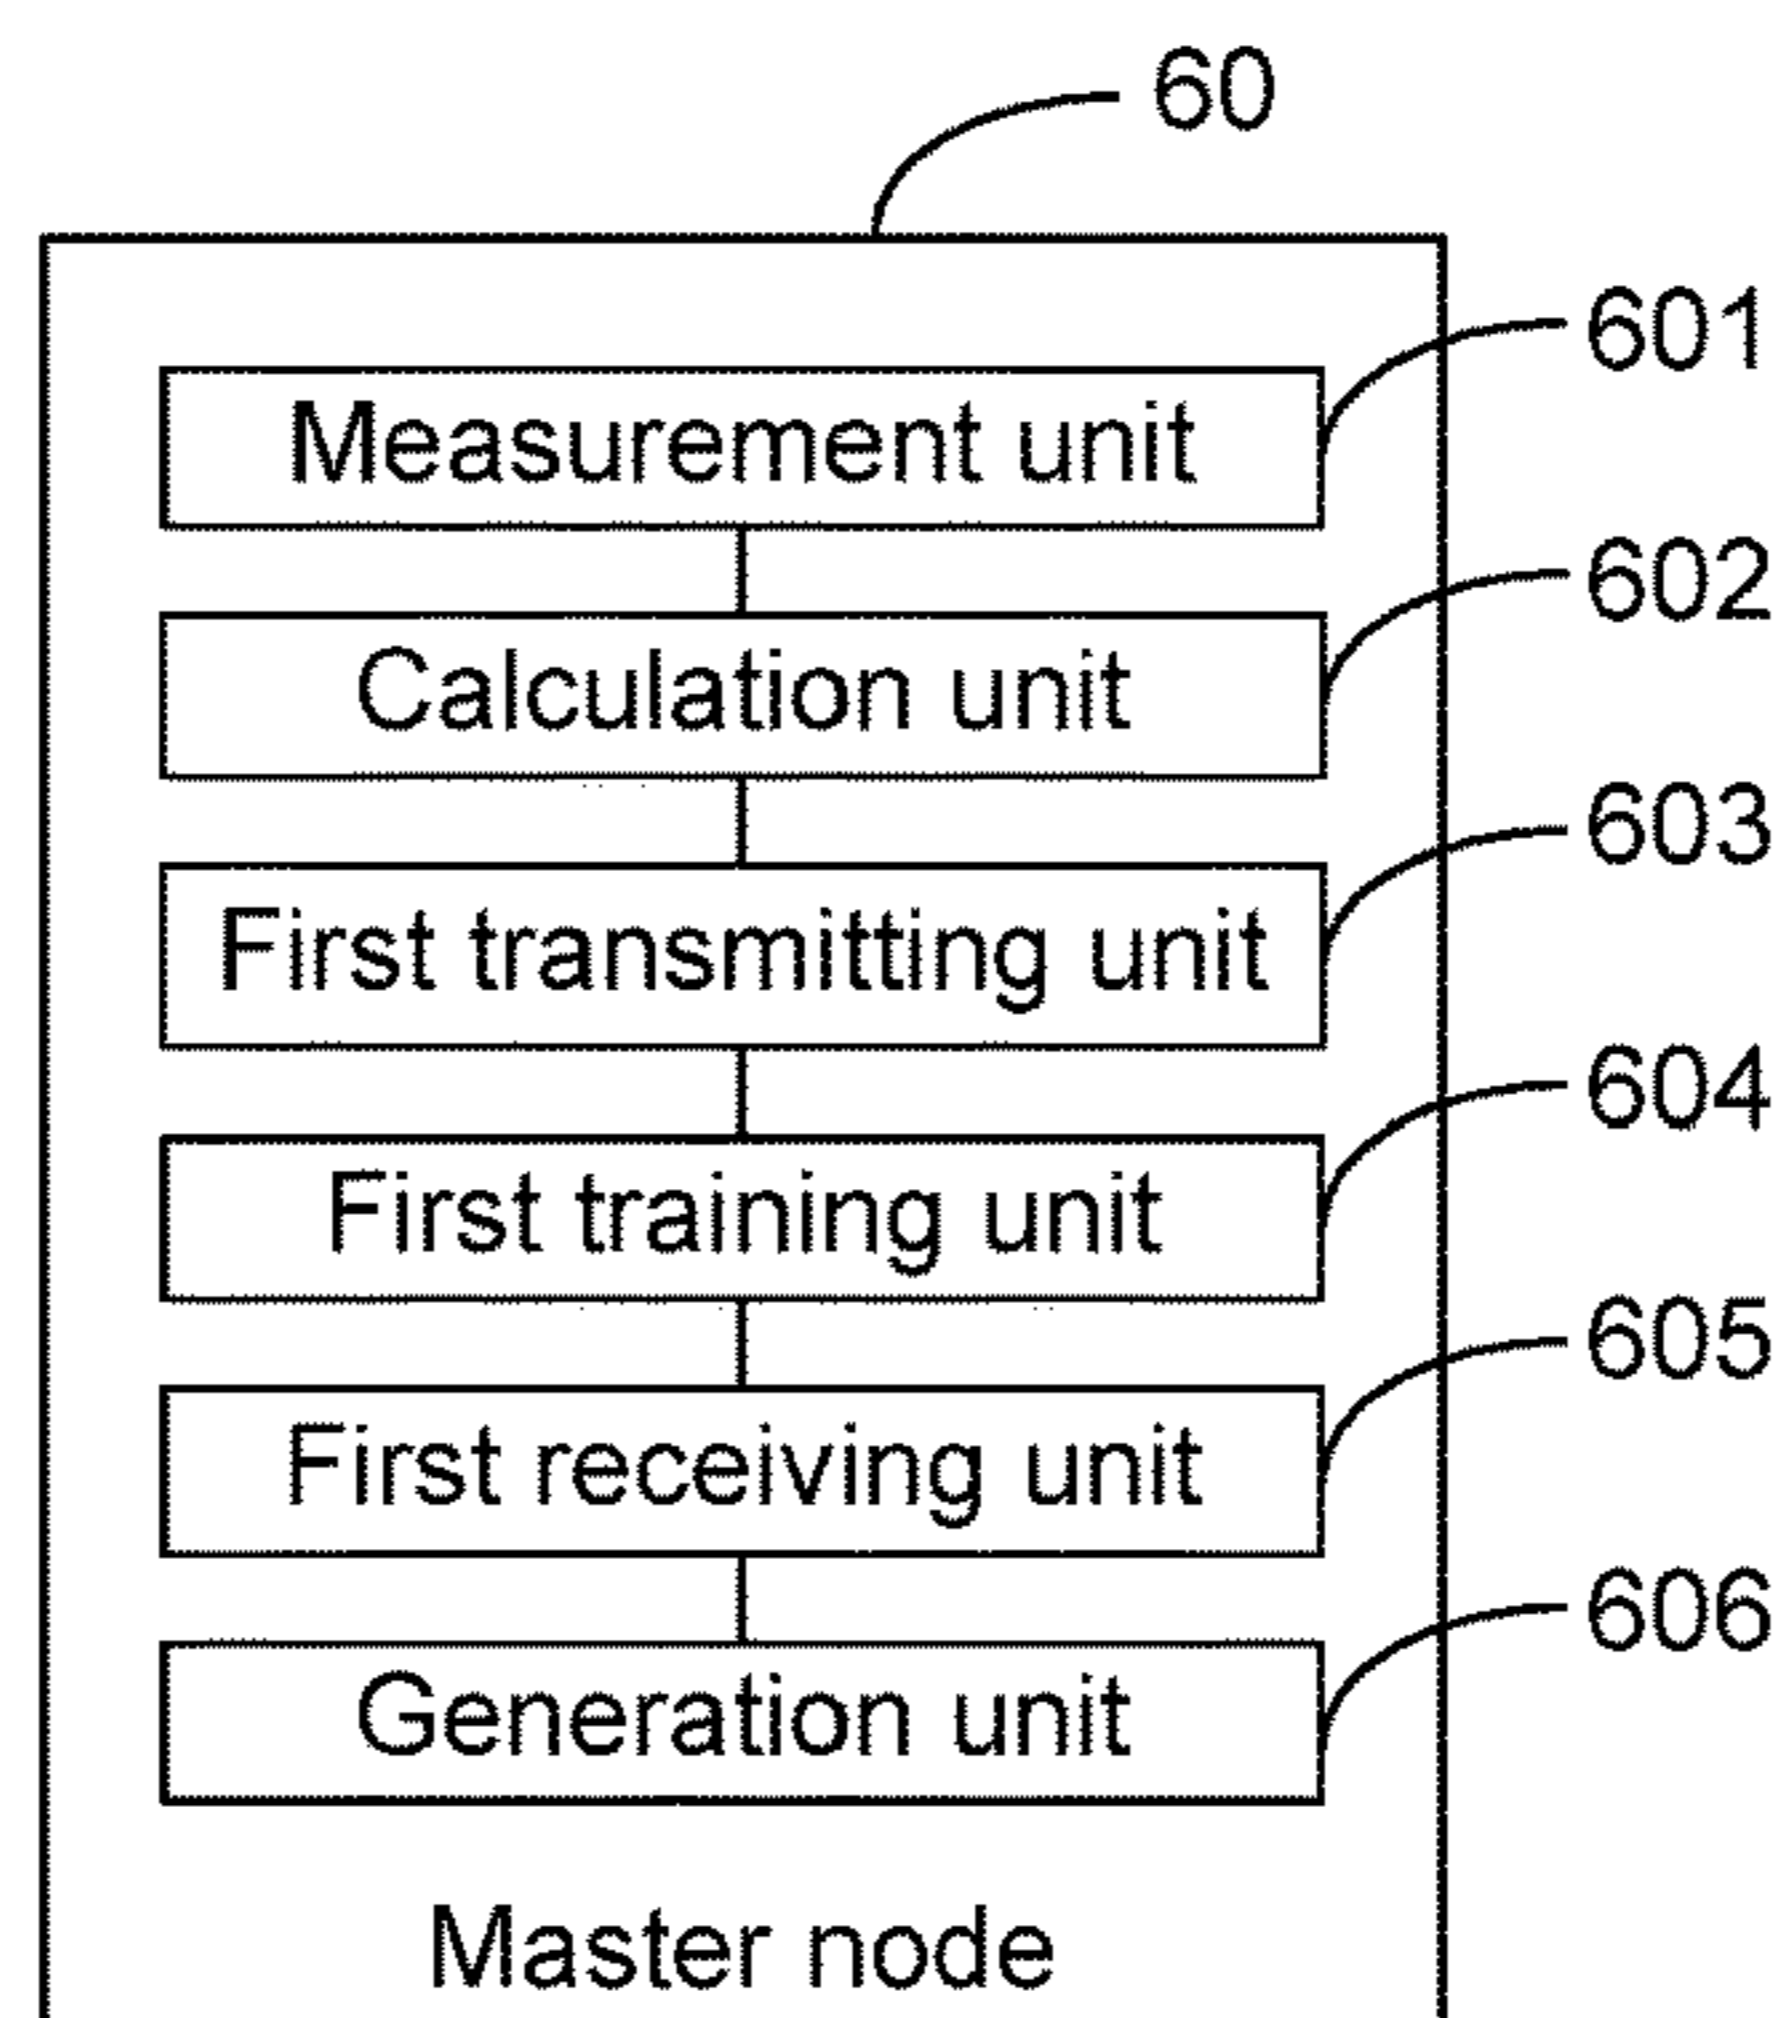 60
601
Measurement unit
602
Calculation unit
603
First transmitting unit
604
First training unit
605
First receiving unit
606
Generation unit
Master node